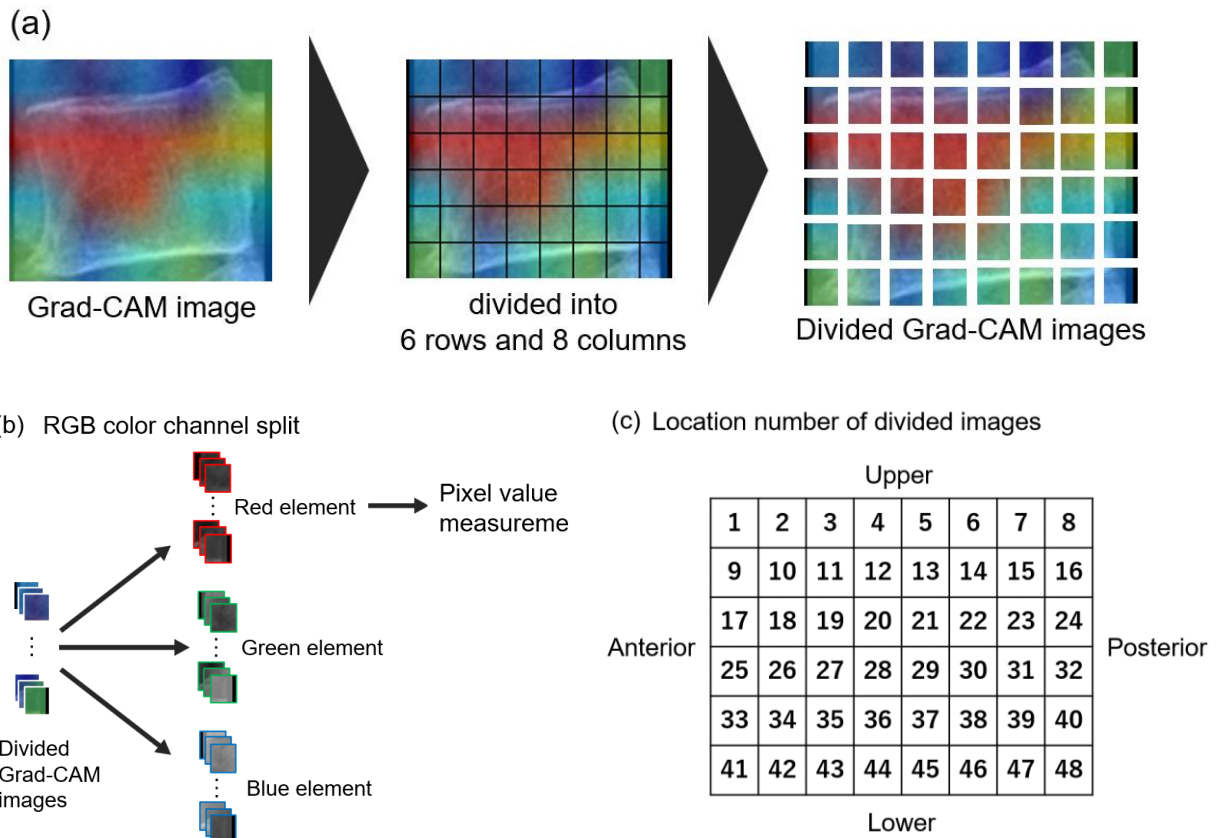 (a)
Grad-CAM image
divided into
6 rows and 8 columns
Divided Grad-CAM images
(b) RGB color channel split
Red element
Pixel value
measureme
Green element
Blue element
Divided
Grad-CAM
images
(c) Location number of divided images
Upper
1 2 3 4 5 6 7 8
9 10 11 12 13 14 15 16
17 18 19 20 21 22 23 24
Anterior
Posterior
25 26 27 28 29 30 31 32
33 34 35 36 37 38 39 40
41 42 43 44 45 46 47 48
Lower